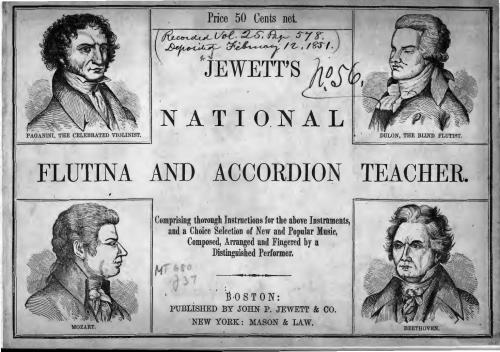 Price 50 Cents net.
Recorded Vol. 25. Page 578.
Deposited February 12, 1851.
JEWETT'S
No 56.
NATIONAL
PAGANINI, THE CELEBRATED VIOLINIST.
DULON, THE BLIND FLUTIST.
FLUTINA AND ACCORDION TEACHER.
Comprising thorough Instructions for the above Instruments,
and a Choice Selection of New and Popular Music,
Composed, Arranged and Fingered by a
Distinguished Performer.
MT 680
J37
BOSTON:
PUBLISHED BY JOHN P. JEWETT & CO.
NEW YORK: MASON & LAW.
MOZART.
BEETHOVEN.